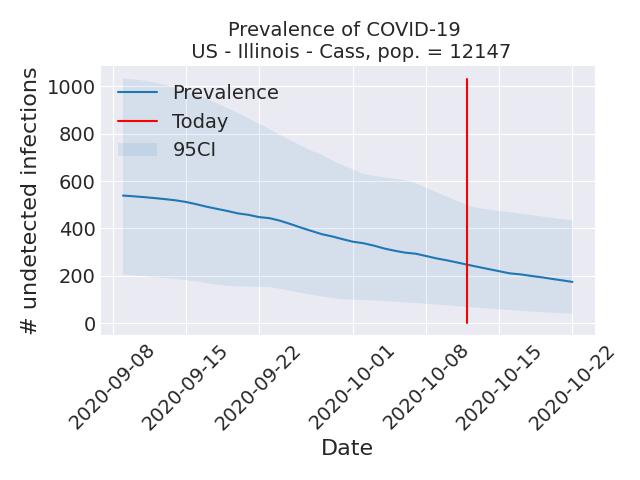 Prevalence of COVID-19
US - Illinois - Cass, pop. = 12147
# undetected infections
1000
800
600
400
200
0
Prevalence
Today
95CI
2020-09-08
2020-09-15
2020-09-22
2020-10-01
2020-10-08
2020-10-15
2020-10-22
Date